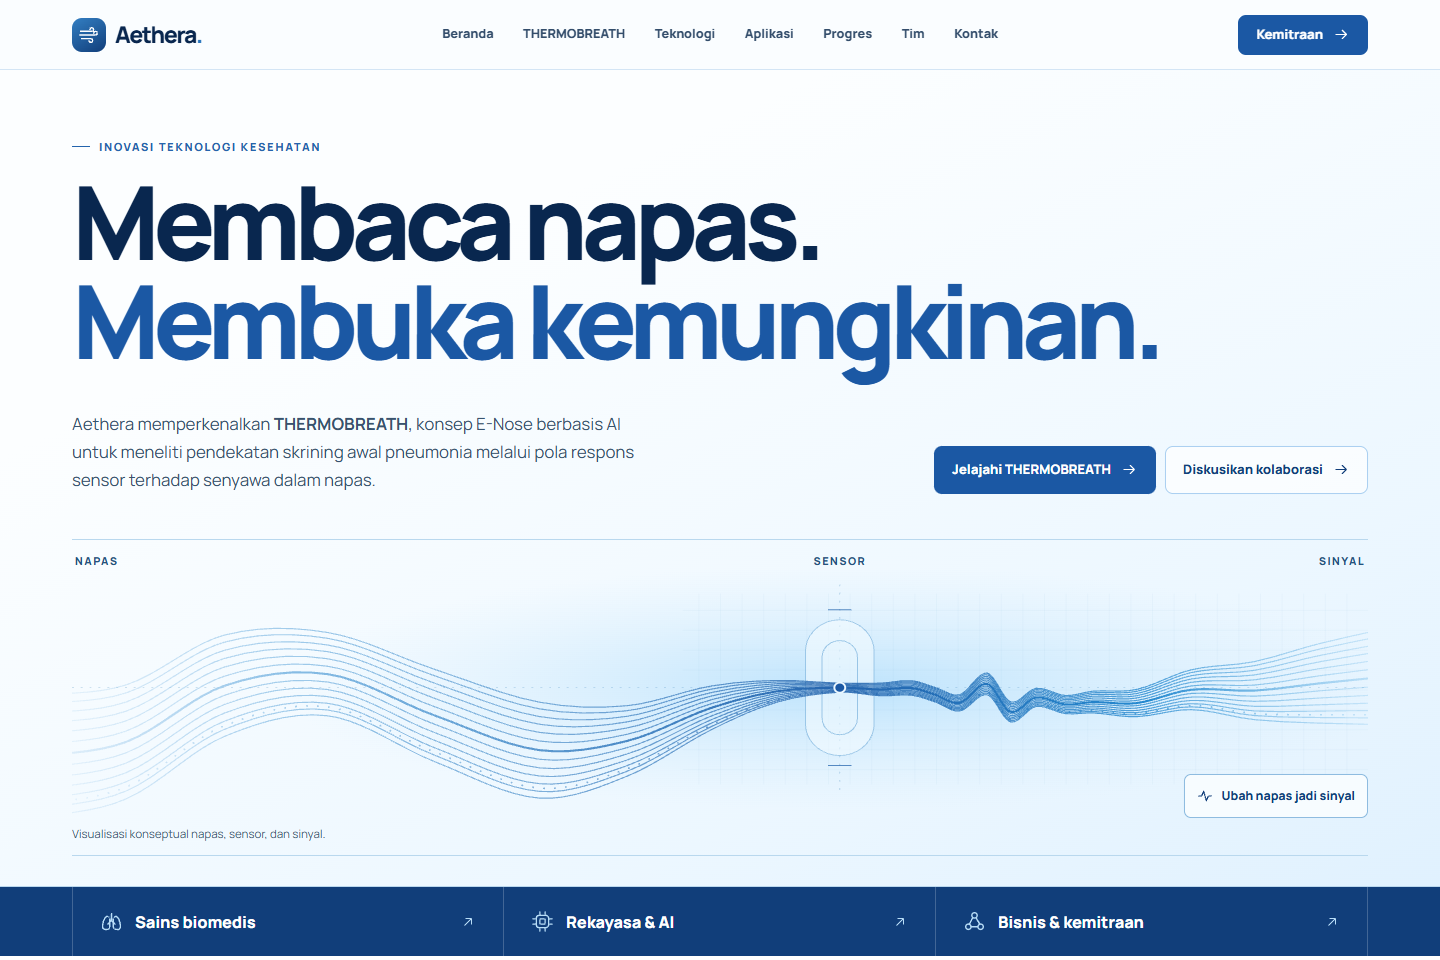 Aethera.
Beranda THERMOBREATH Teknologi Aplikasi Progres Tim Kontak
Kemitraan
INOVASI TEKNOLOGI KESEHATAN
Membaca napas.
Membuka kemungkinan.
Aethera memperkenalkan THERMOBREATH, konsep E-Nose berbasis AI
untuk meneliti pendekatan skrining awal pneumonia melalui pola respons
sensor terhadap senyawa dalam napas.
Jelajahi THERMOBREATH
Diskusikan kolaborasi
NAPAS
SENSOR
SINYAL
Ubah napas jadi sinyal
Visualisasi konseptual napas, sensor, dan sinyal.
Sains biomedis
Rekayasa & AI
Bisnis & kemitraan